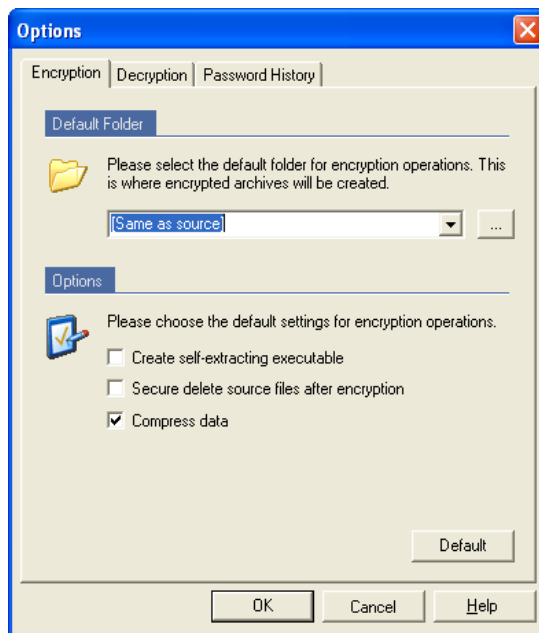 Options
Encryption Decryption Password History
Default Folder
Please select the default folder for encryption operations. This
is where encrypted archives will be created.
[Same as source] ...
Options
Please choose the default settings for encryption operations.
Create self-extracting executable
Secure delete source files after encryption
Compress data
Default
OK Cancel Help